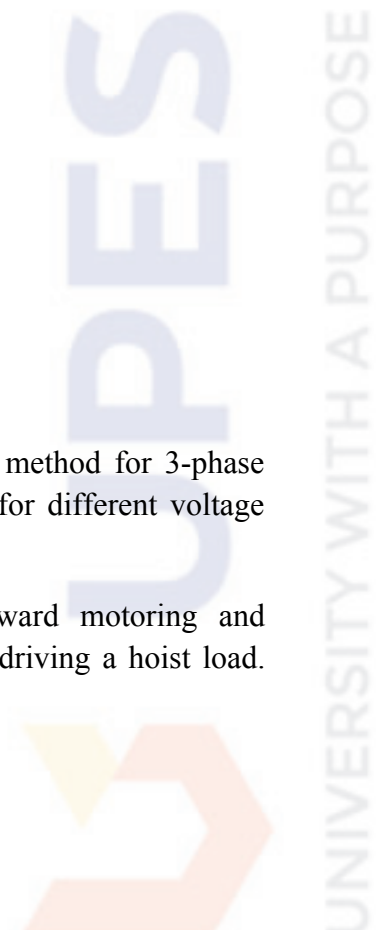 method for 3-phase
for different voltage
ward motoring and
driving a hoist load.
UPES
UNIVERSITY WITH A PURPOSE